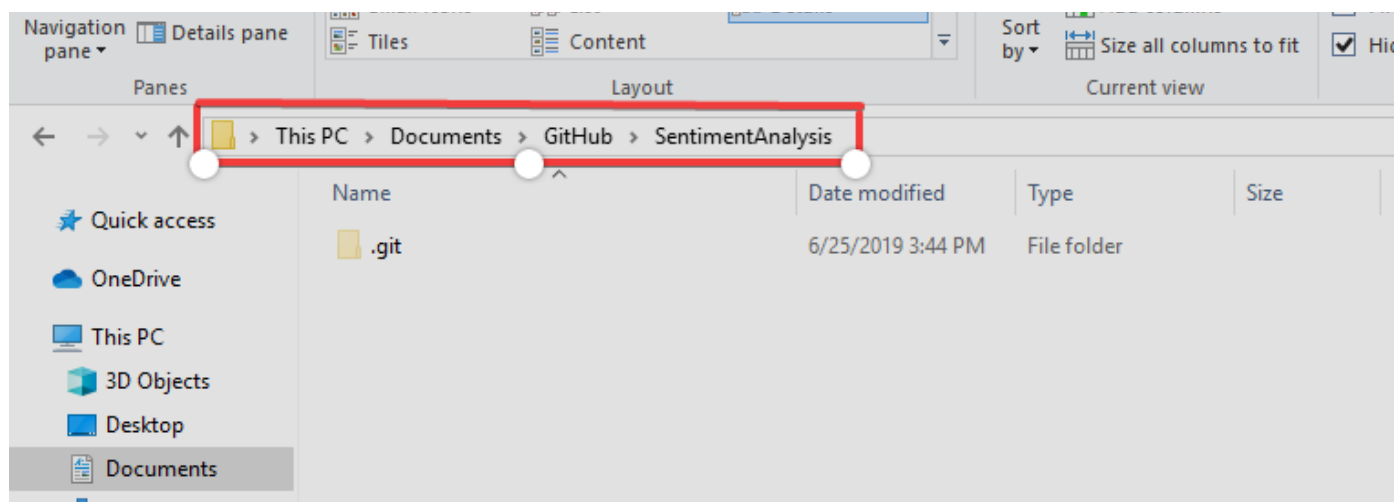 Navigation pane
Details pane
Tiles
Content
Sort by
Size all columns to fit
Panes
Layout
Current view
This PC > Documents > GitHub > SentimentAnalysis
Name
Date modified
Type
Size
.git
6/25/2019 3:44 PM
File folder
Quick access
OneDrive
This PC
3D Objects
Desktop
Documents